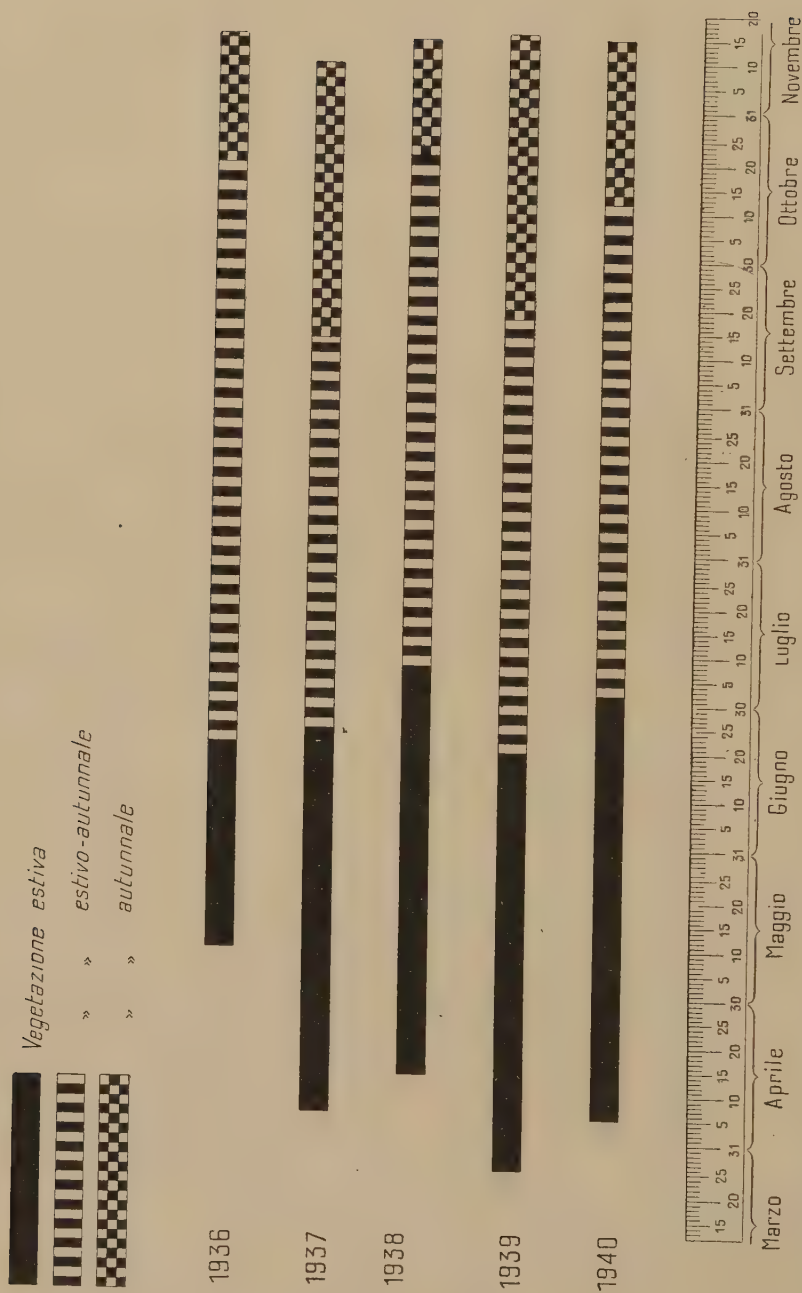 Vegetazione estiva
» » estivo-autunnale
» » autunnale
1936
1937
1938
1939
1940
15 20 25 31 5 10 15 20 25 30 5 10 15 20 25 31 5 10 15 20 25 30 5 10 15 20 25 31 5 10 15 20 25 31 5 10 15 20 25 30 5 10 15 20 25 31 5 10 15 20
Marzo Aprile Maggio Giugno Luglio Agosto Settembre Ottobre Novembre